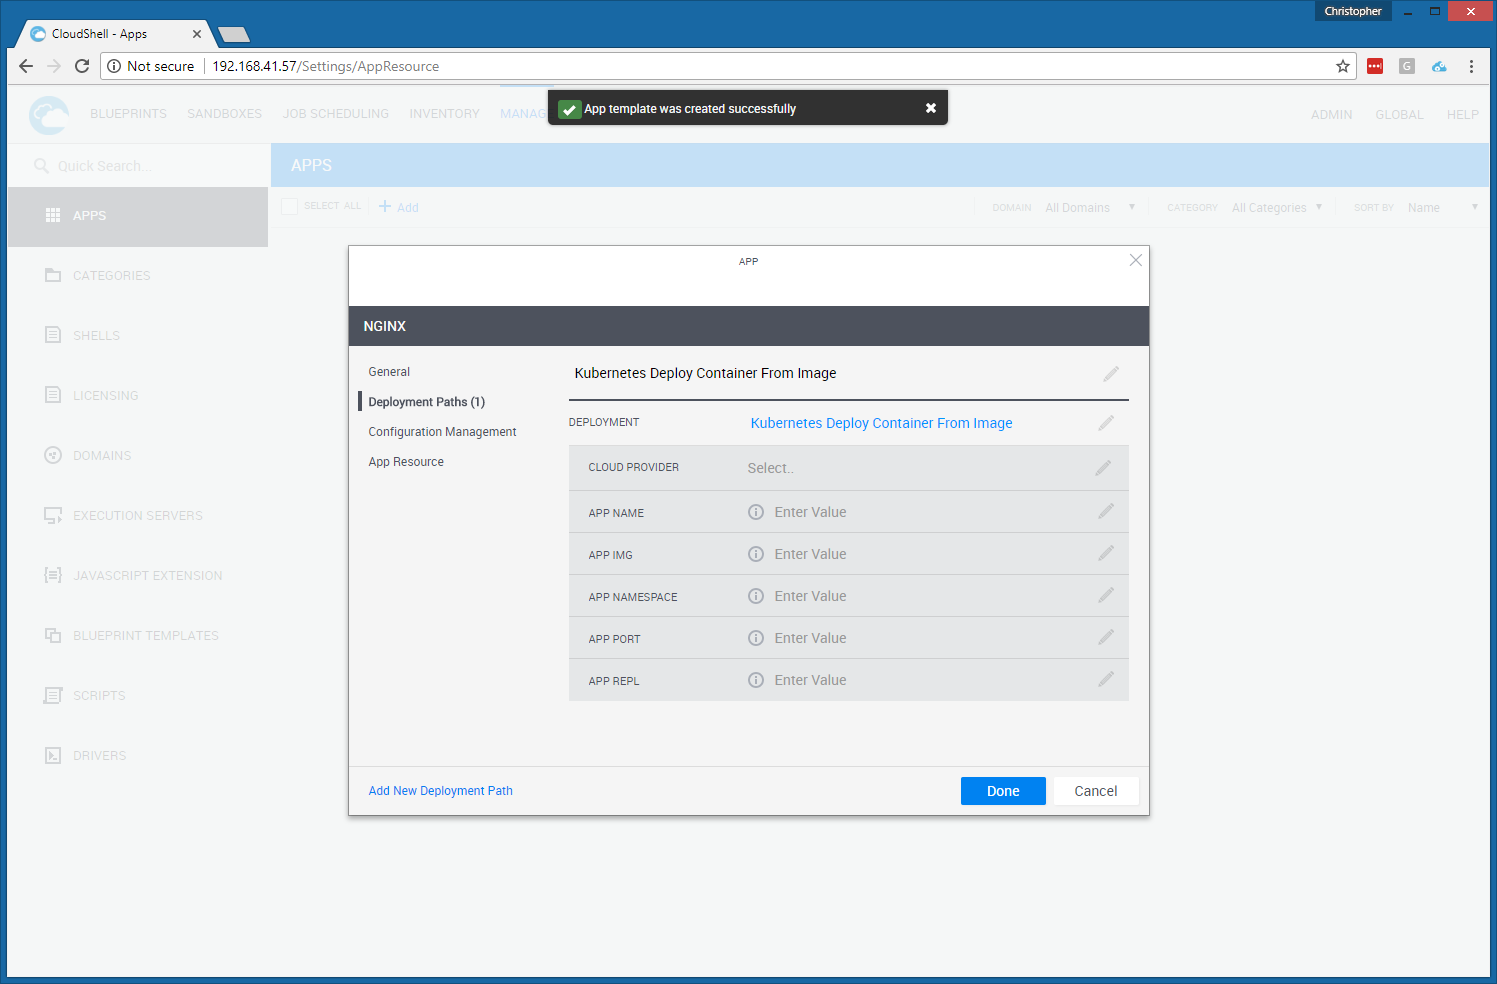 Christopher
CloudShell - Apps
Not secure 192.168.41.57/Settings/AppResource
App template was created successfully
BLUEPRINTS SANDBOXES JOB SCHEDULING INVENTORY MANAG ADMIN GLOBAL HELP
Quick Search...
APPS
APPS
SELECT ALL Add DOMAIN All Domains CATEGORY All Categories SORT BY Name
CATEGORIES
SHELLS
LICENSING
DOMAINS
EXECUTION SERVERS
JAVASCRIPT EXTENSION
BLUEPRINT TEMPLATES
SCRIPTS
DRIVERS
APP
NGINX
General
Deployment Paths (1)
Configuration Management
App Resource
Kubernetes Deploy Container From Image
DEPLOYMENT Kubernetes Deploy Container From Image
CLOUD PROVIDER Select..
APP NAME Enter Value
APP IMG Enter Value
APP NAMESPACE Enter Value
APP PORT Enter Value
APP REPL Enter Value
Add New Deployment Path Done Cancel